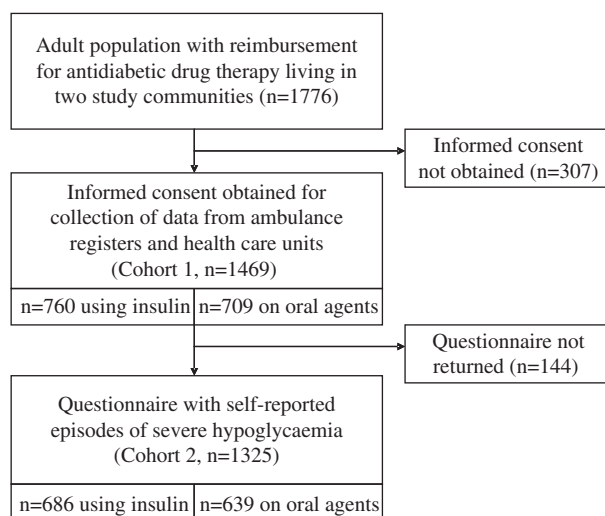 Adult population with reimbursement
for antidiabetic drug therapy living in
two study communities (n=1776)
Informed consent
not obtained (n=307)
Informed consent obtained for
collection of data from ambulance
registers and health care units
(Cohort 1, n=1469)
n=760 using insulin n=709 on oral agents
Questionnaire not
returned (n=144)
Questionnaire with self-reported
episodes of severe hypoglycaemia
(Cohort 2, n=1325)
n=686 using insulin n=639 on oral agents